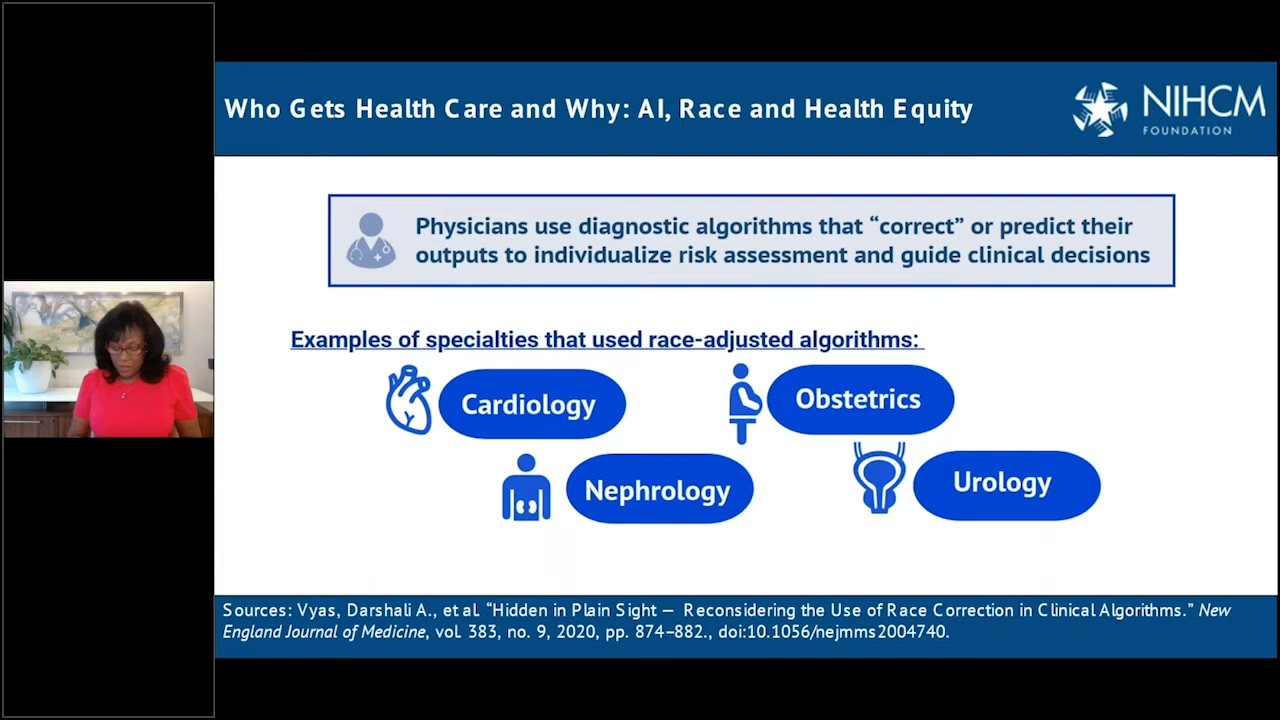 Who Gets Health Care and Why: AI, Race and Health Equity
NIHCM
FOUNDATION
Physicians use diagnostic algorithms that “correct” or predict their
outputs to individualize risk assessment and guide clinical decisions
Examples of specialties that used race-adjusted algorithms:
Cardiology
Obstetrics
Nephrology
Urology
Sources: Vyas, Darshali A., et al. “Hidden in Plain Sight — Reconsidering the Use of Race Correction in Clinical Algorithms.” New
England Journal of Medicine, vol. 383, no. 9, 2020, pp. 874–882., doi:10.1056/nejmms2004740.